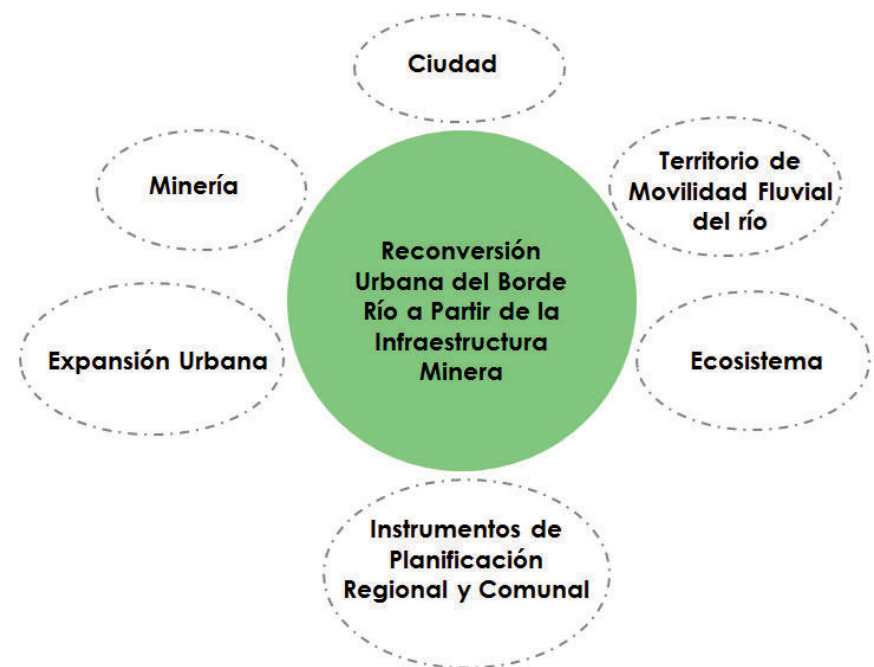 Ciudad
Minería
Territorio de
Movilidad Fluvial
del río
Reconversión
Urbana del Borde
Río a Partir de la
Infraestructura
Minera
Expansión Urbana
Ecosistema
Instrumentos de
Planificación
Regional y Comunal